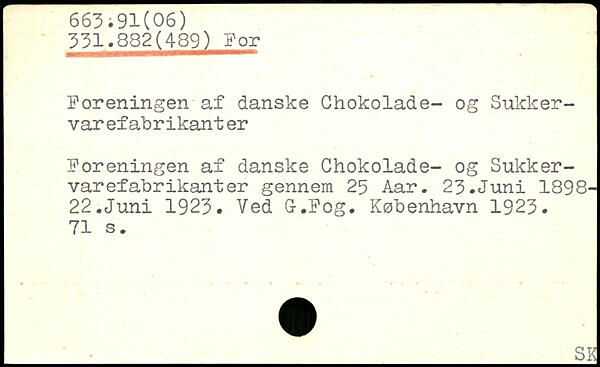 663.91(06)
331.882(489) For
Foreningen af danske Chokolade- og Sukker-
varefabrikanter
Foreningen af danske Chokolade- og Sukker-
varefabrikanter gennem 25 Aar. 23.Juni 1898-
22.Juni 1923. Ved G.Fog. København 1923.
71 s.
SK